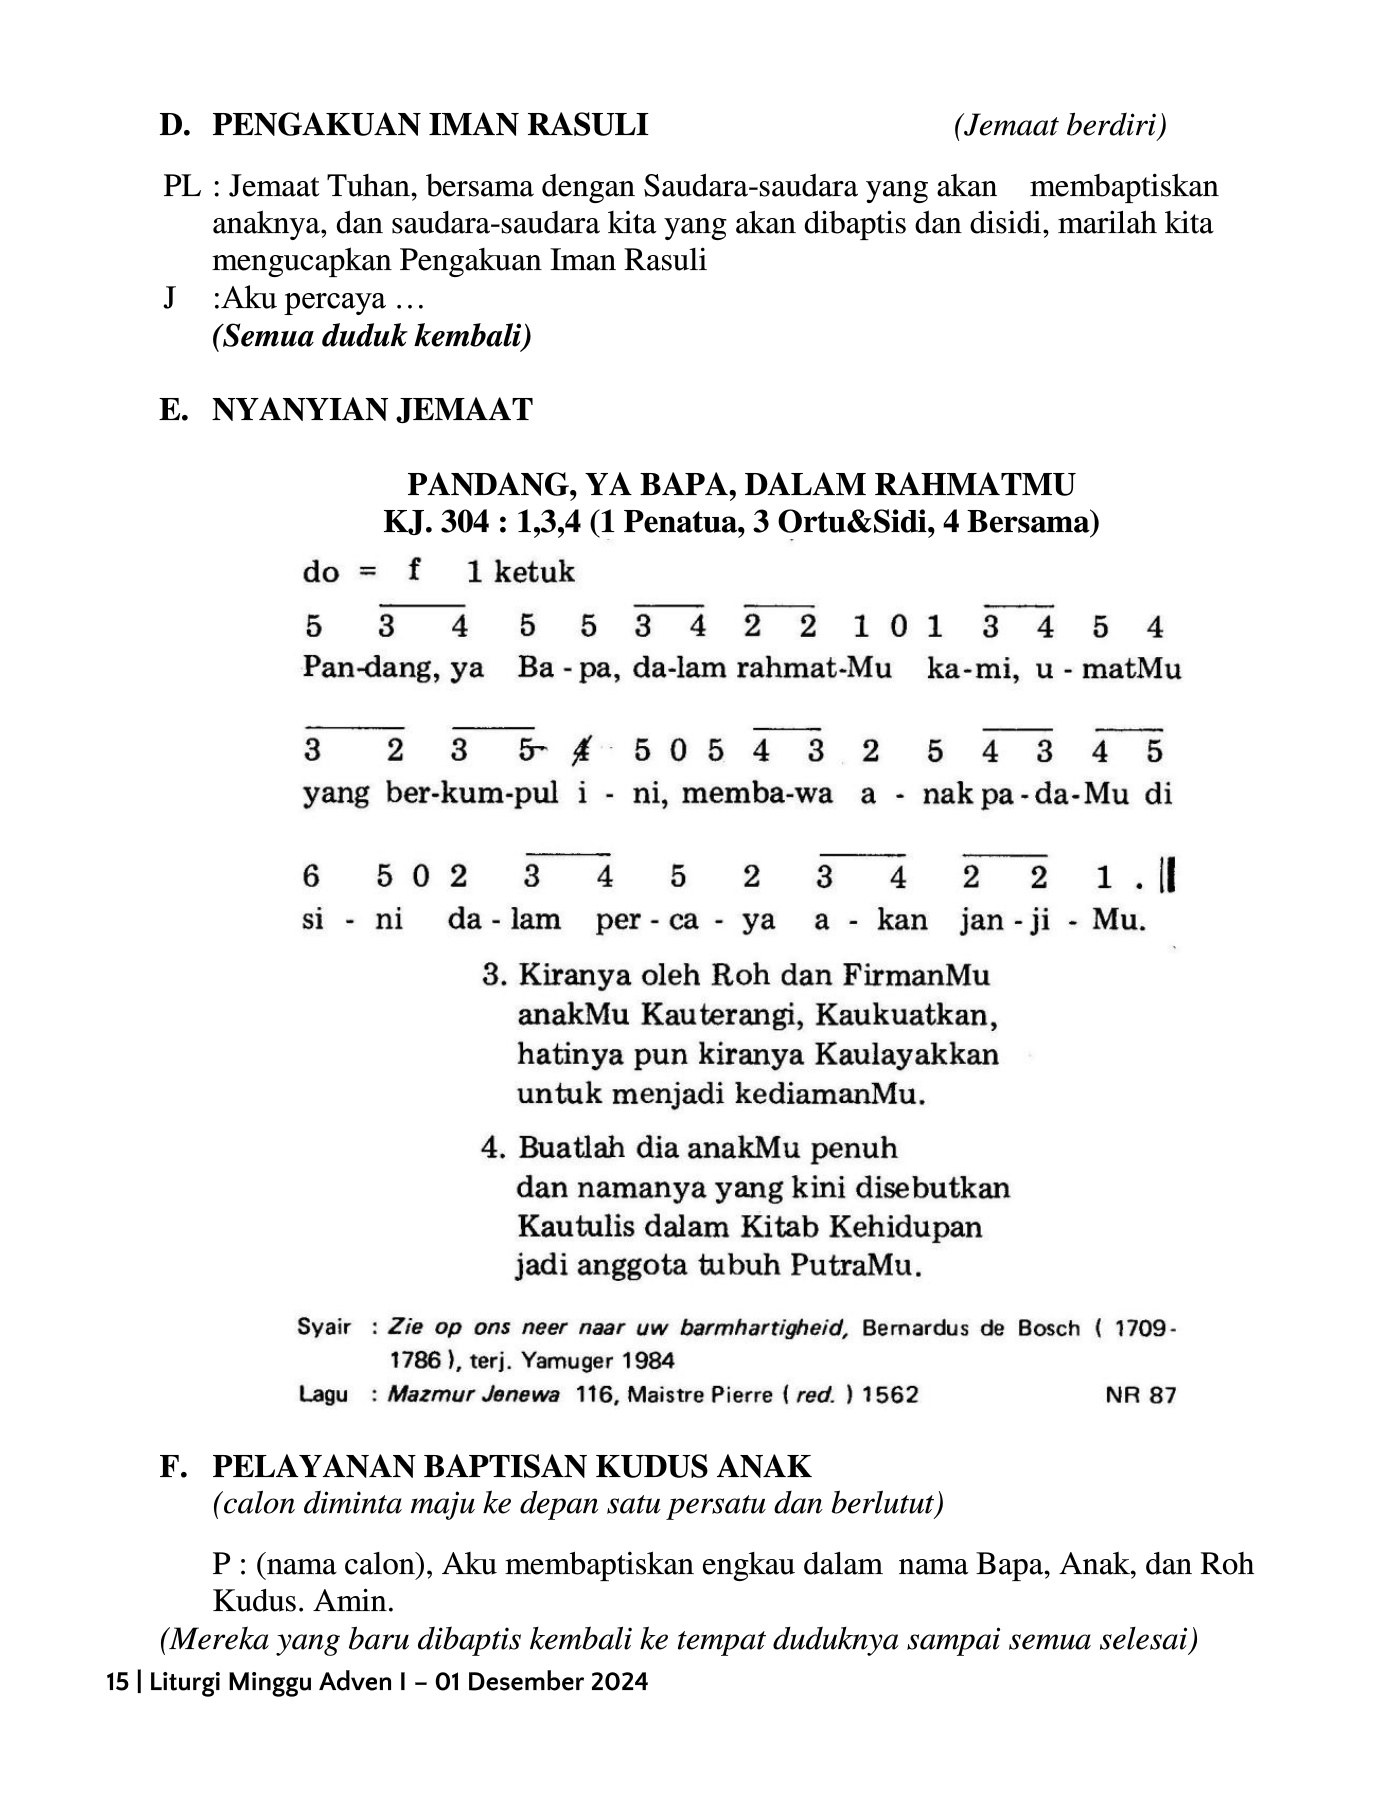 D. PENGAKUAN IMAN RASULI (Jemaat berdiri)
PL : Jemaat Tuhan, bersama dengan Saudara-saudara yang akan membaptiskan
anaknya, dan saudara-saudara kita yang akan dibaptis dan disidi, marilah kita
mengucapkan Pengakuan Iman Rasuli
J :Aku percaya …
(Semua duduk kembali)
E. NYANYIAN JEMAAT
PANDANG, YA BAPA, DALAM RAHMATMU
KJ. 304 : 1,3,4 (1 Penatua, 3 Ortu&Sidi, 4 Bersama)
do = f 1 ketuk
5 3 4 5 5 3 4 2 2 1 0 1 3 4 5 4
Pan-dang, ya Ba - pa, da-lam rahmat-Mu ka-mi, u - matMu
3 2 3 5 4 5 0 5 4 3 2 5 4 3 4 5
yang ber-kum-pul i - ni, memba-wa a - nak pa - da-Mu di
6 5 0 2 3 4 5 2 3 4 2 2 1 . ||
si - ni da - lam per - ca - ya a - kan jan - ji - Mu.
3. Kiranya oleh Roh dan FirmanMu
anakMu Kauterangi, Kaukuatkan,
hatinya pun kiranya Kaulayakkan
untuk menjadi kediamanMu.
4. Buatlah dia anakMu penuh
dan namanya yang kini disebutkan
Kautulis dalam Kitab Kehidupan
jadi anggota tubuh PutraMu.
Syair : Zie op ons neer naar uw barmhartigheid, Bernardus de Bosch ( 1709-
1786 ), terj. Yamuger 1984
Lagu : Mazmur Jenewa 116, Maistre Pierre ( red. ) 1562 NR 87
F. PELAYANAN BAPTISAN KUDUS ANAK
(calon diminta maju ke depan satu persatu dan berlutut)
P : (nama calon), Aku membaptiskan engkau dalam nama Bapa, Anak, dan Roh
Kudus. Amin.
(Mereka yang baru dibaptis kembali ke tempat duduknya sampai semua selesai)
15 | Liturgi Minggu Adven I – 01 Desember 2024